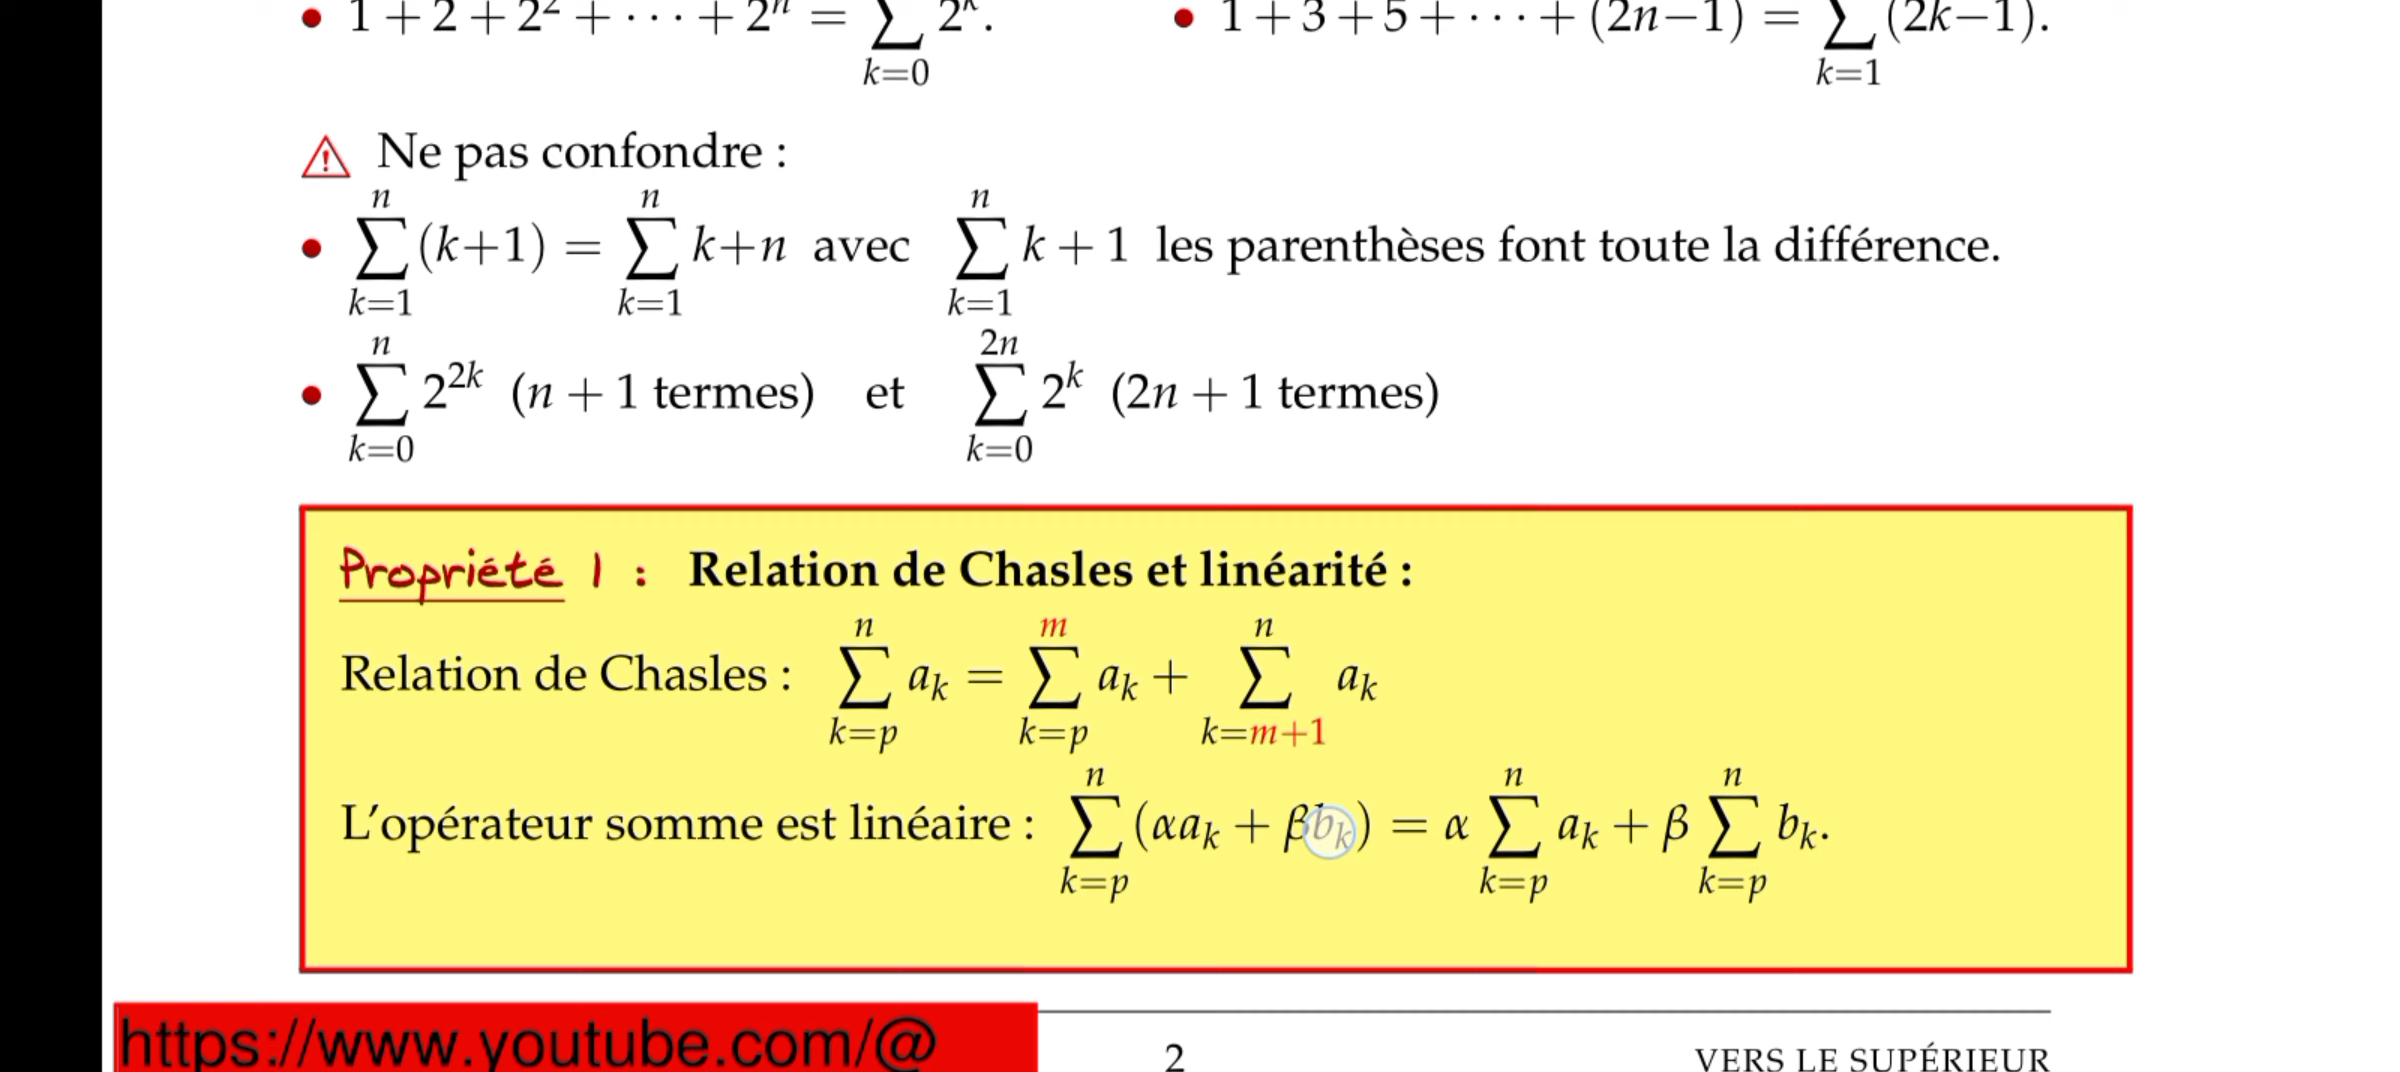 • 1 + 2 + 2² + ··· + 2ⁿ = ∑_{k=0} 2ᵏ. • 1 + 3 + 5 + ··· + (2n−1) = ∑_{k=1} (2k−1).
⚠ Ne pas confondre :
• ∑_{k=1}^{n} (k+1) = ∑_{k=1}^{n} k+n avec ∑_{k=1}^{n} k + 1 les parenthèses font toute la différence.
• ∑_{k=0}^{n} 2^{2k} (n + 1 termes) et ∑_{k=0}^{2n} 2^k (2n + 1 termes)
Propriété 1 : Relation de Chasles et linéarité :
Relation de Chasles : ∑_{k=p}^{n} a_k = ∑_{k=p}^{m} a_k + ∑_{k=m+1}^{n} a_k
L'opérateur somme est linéaire : ∑_{k=p}^{n} (αa_k + βb_k) = α ∑_{k=p}^{n} a_k + β ∑_{k=p}^{n} b_k.
https://www.youtube.com/@
2
VERS LE SUPÉRIEUR